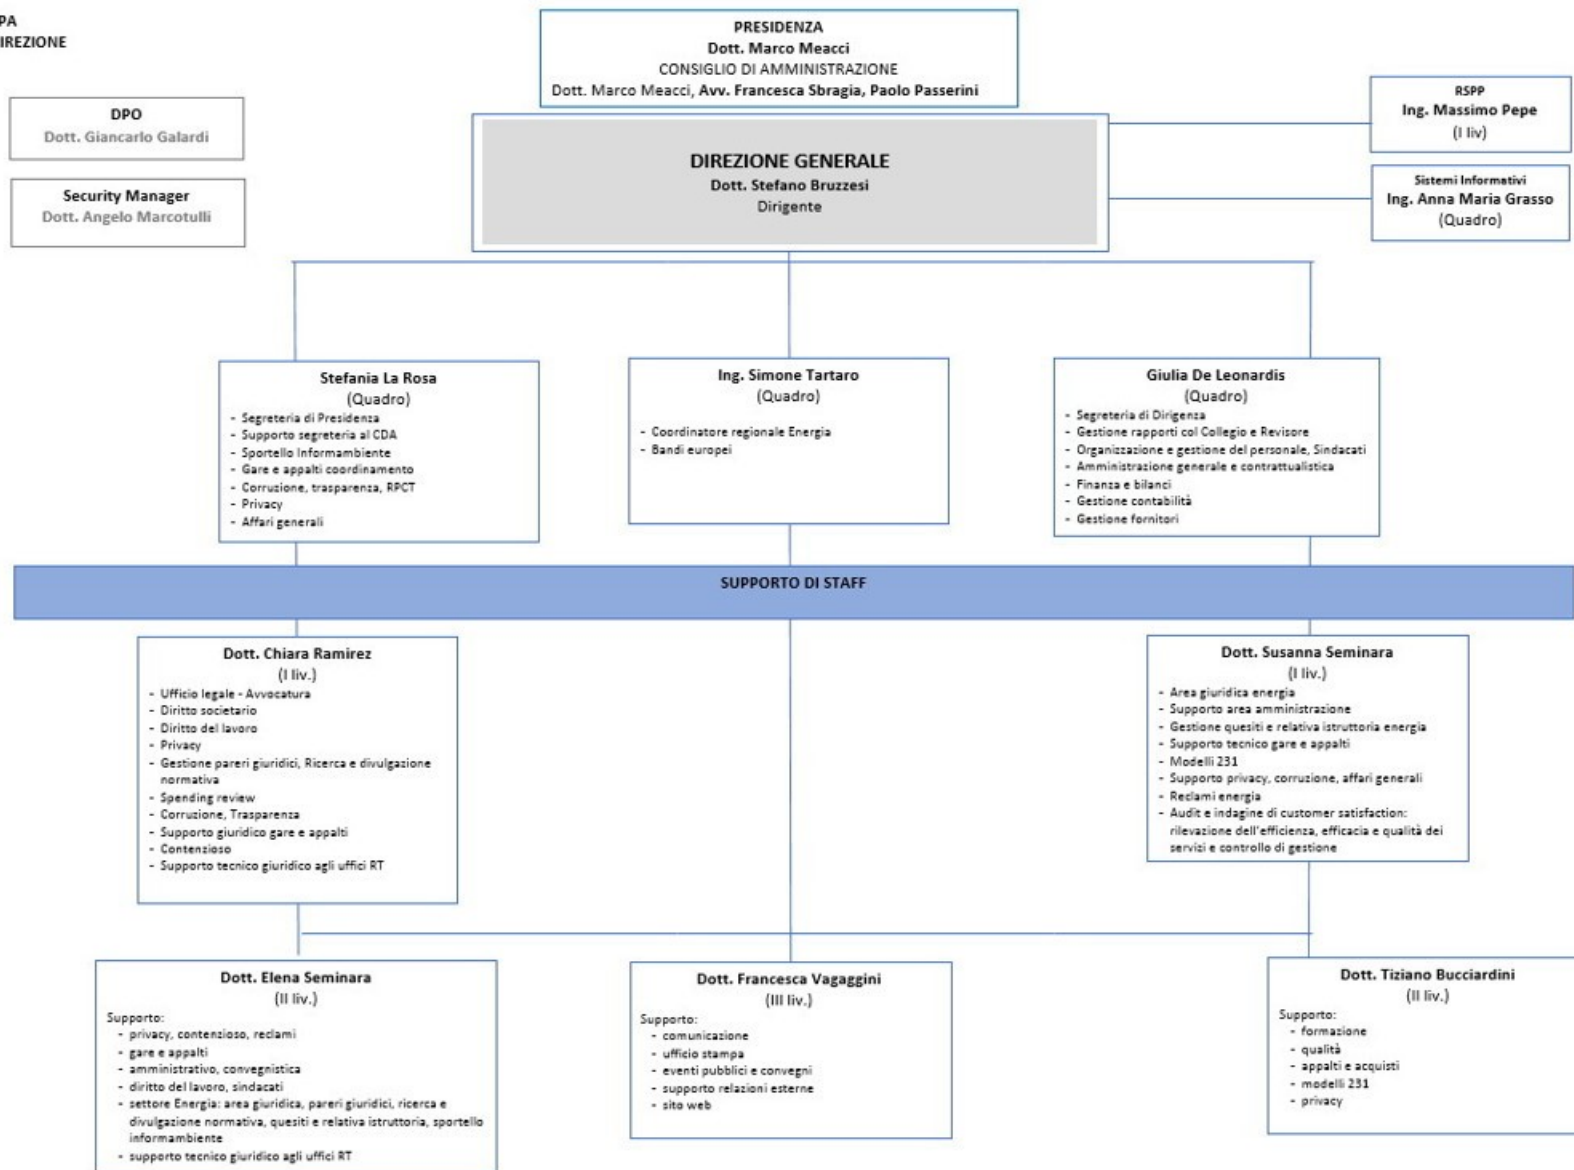 PA
IREZIONE
PRESIDENZA
Dott. Marco Meacci
CONSIGLIO DI AMMINISTRAZIONE
Dott. Marco Meacci, Avv. Francesca Sbragia, Paolo Passerini
DPO
Dott. Giancarlo Galardi
Security Manager
Dott. Angelo Marcotulli
DIREZIONE GENERALE
Dott. Stefano Bruzzesi
Dirigente
RSPP
Ing. Massimo Pepe
(I liv)
Sistemi Informativi
Ing. Anna Maria Grasso
(Quadro)
Stefania La Rosa
(Quadro)
- Segreteria di Presidenza
- Supporto segreteria al CDA
- Sportello Informambiente
- Gare e appalti coordinamento
- Corruzione, trasparenza, RPCT
- Privacy
- Affari generali
Ing. Simone Tartaro
(Quadro)
- Coordinatore regionale Energia
- Bandi europei
Giulia De Leonardis
(Quadro)
- Segreteria di Dirigenza
- Gestione rapporti col Collegio e Revisore
- Organizzazione e gestione del personale, Sindacati
- Amministrazione generale e contrattualistica
- Finanza e bilanci
- Gestione contabilità
- Gestione fornitori
SUPPORTO DI STAFF
Dott. Chiara Ramirez
(I liv.)
- Ufficio legale - Avvocatura
- Diritto societario
- Diritto del lavoro
- Privacy
- Gestione pareri giuridici, Ricerca e divulgazione
normativa
- Spending review
- Corruzione, Trasparenza
- Supporto giuridico gare e appalti
- Contenzioso
- Supporto tecnico giuridico agli uffici RT
Dott. Susanna Seminara
(I liv.)
- Area giuridica energia
- Supporto area amministrazione
- Gestione quesiti e relativa istruttoria energia
- Supporto tecnico gare e appalti
- Modelli 231
- Supporto privacy, corruzione, affari generali
- Reclami energia
- Audit e indagine di customer satisfaction:
rilevazione dell'efficienza, efficacia e qualità dei
servizi e controllo di gestione
Dott. Elena Seminara
(II liv.)
Supporto:
- privacy, contenzioso, reclami
- gare e appalti
- amministrativo, convegnistica
- diritto del lavoro, sindacati
- settore Energia: area giuridica, pareri giuridici, ricerca e
divulgazione normativa, quesiti e relativa istruttoria, sportello
informambiente
- supporto tecnico giuridico agli uffici RT
Dott. Francesca Vagaggini
(III liv.)
Supporto:
- comunicazione
- ufficio stampa
- eventi pubblici e convegni
- supporto relazioni esterne
- sito web
Dott. Tiziano Bucciardini
(II liv.)
Supporto:
- formazione
- qualità
- appalti e acquisti
- modelli 231
- privacy